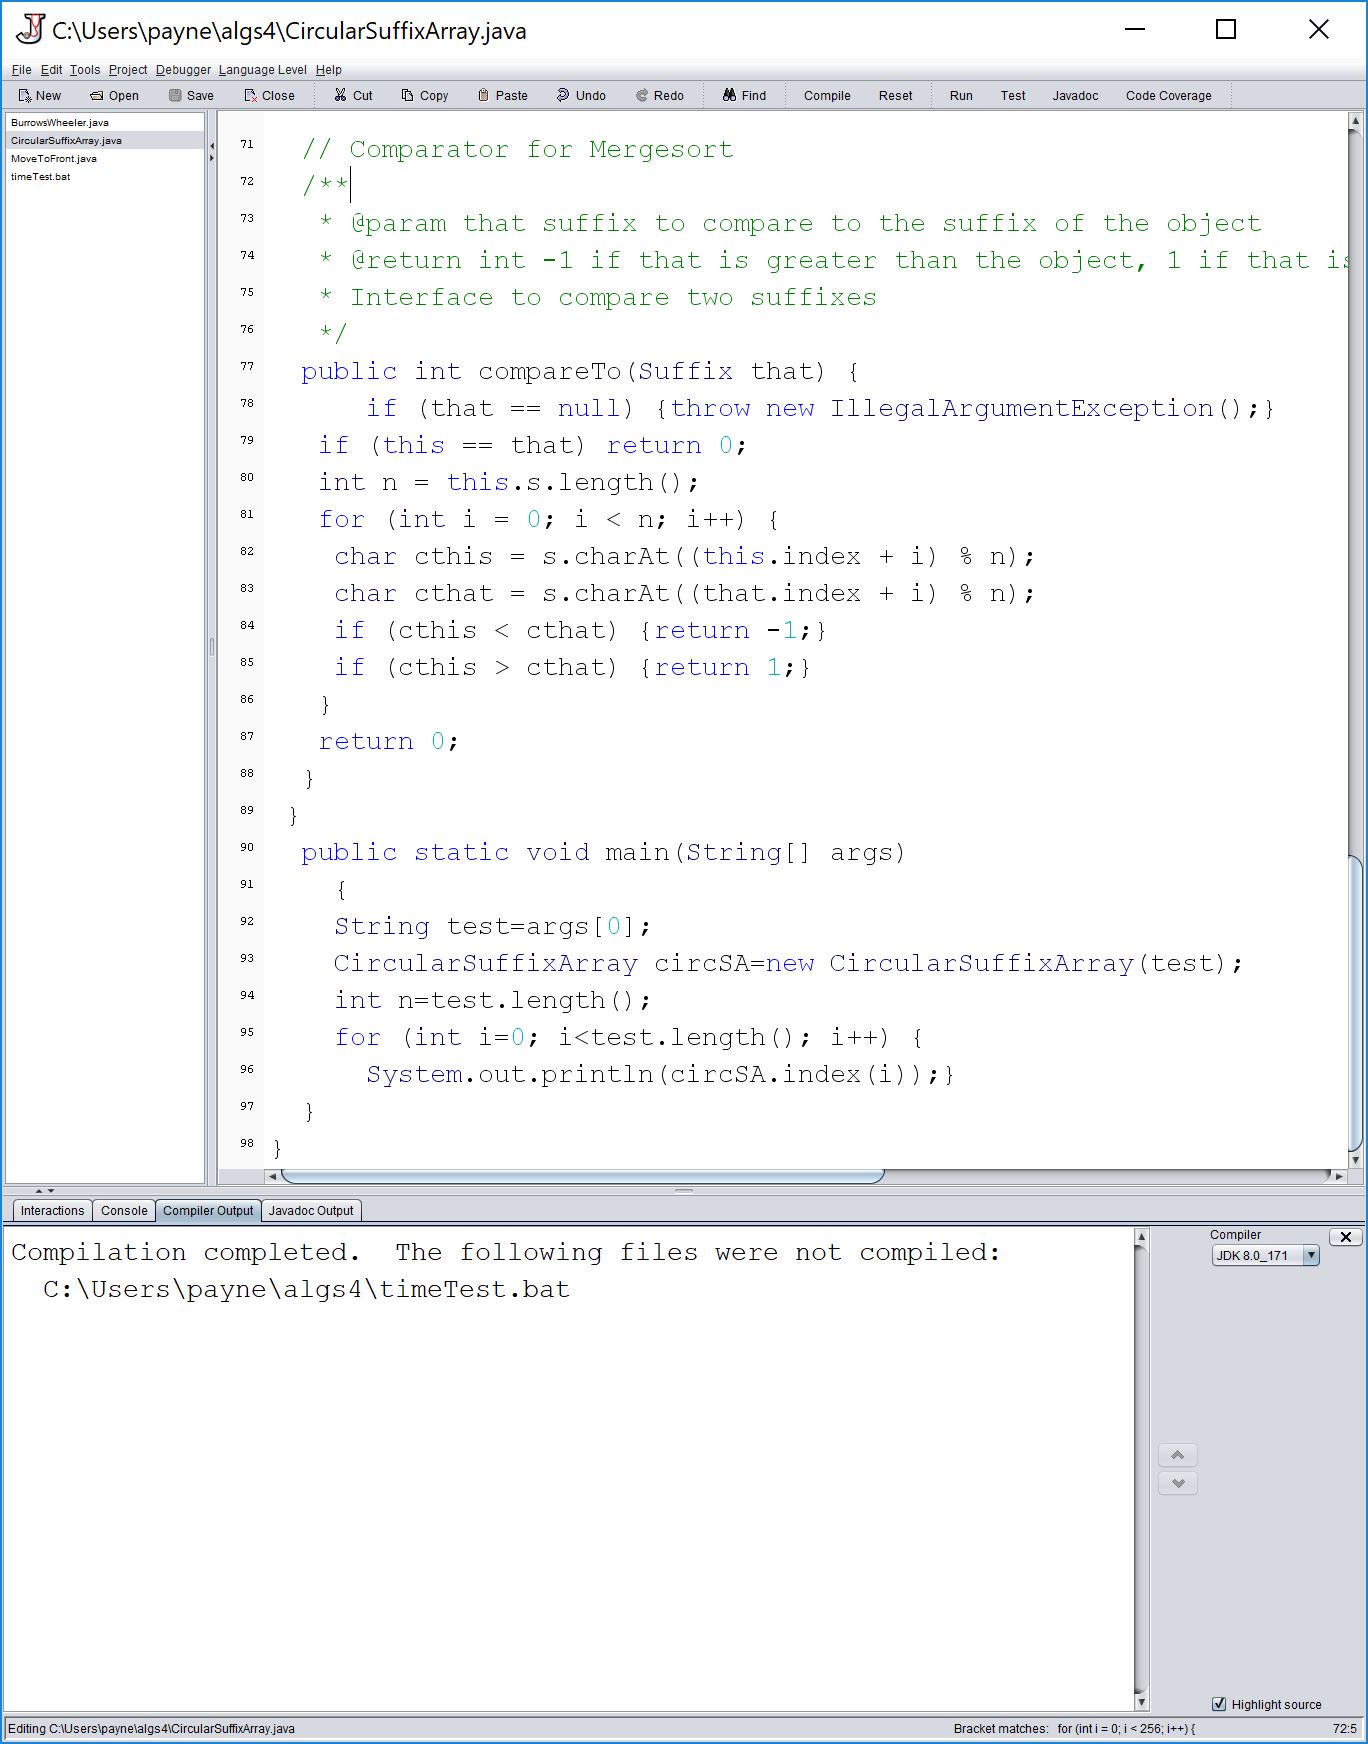 C:\Users\payne\algs4\CircularSuffixArray.java
File Edit Tools Project Debugger Language Level Help
New Open Save Close Cut Copy Paste Undo Redo Find Compile Reset Run Test Javadoc Code Coverage
BurrowsWheeler.java
CircularSuffixArray.java
MoveToFront.java
timeTest.bat
71 // Comparator for Mergesort
72 /**
73 * @param that suffix to compare to the suffix of the object
74 * @return int -1 if that is greater than the object, 1 if that is
75 * Interface to compare two suffixes
76 */
77 public int compareTo(Suffix that) {
78 if (that == null) {throw new IllegalArgumentException();}
79 if (this == that) return 0;
80 int n = this.s.length();
81 for (int i = 0; i < n; i++) {
82 char cthis = s.charAt((this.index + i) % n);
83 char cthat = s.charAt((that.index + i) % n);
84 if (cthis < cthat) {return -1;}
85 if (cthis > cthat) {return 1;}
86 }
87 return 0;
88 }
89 }
90 public static void main(String[] args)
91 {
92 String test=args[0];
93 CircularSuffixArray circSA=new CircularSuffixArray(test);
94 int n=test.length();
95 for (int i=0; i<test.length(); i++) {
96 System.out.println(circSA.index(i));}
97 }
98 }
Interactions Console Compiler Output Javadoc Output
Compilation completed. The following files were not compiled:
C:\Users\payne\algs4\timeTest.bat
Compiler
JDK 8.0_171
Highlight source
Editing C:\Users\payne\algs4\CircularSuffixArray.java
Bracket matches: for (int i = 0; i < 256; i++) {
72:5